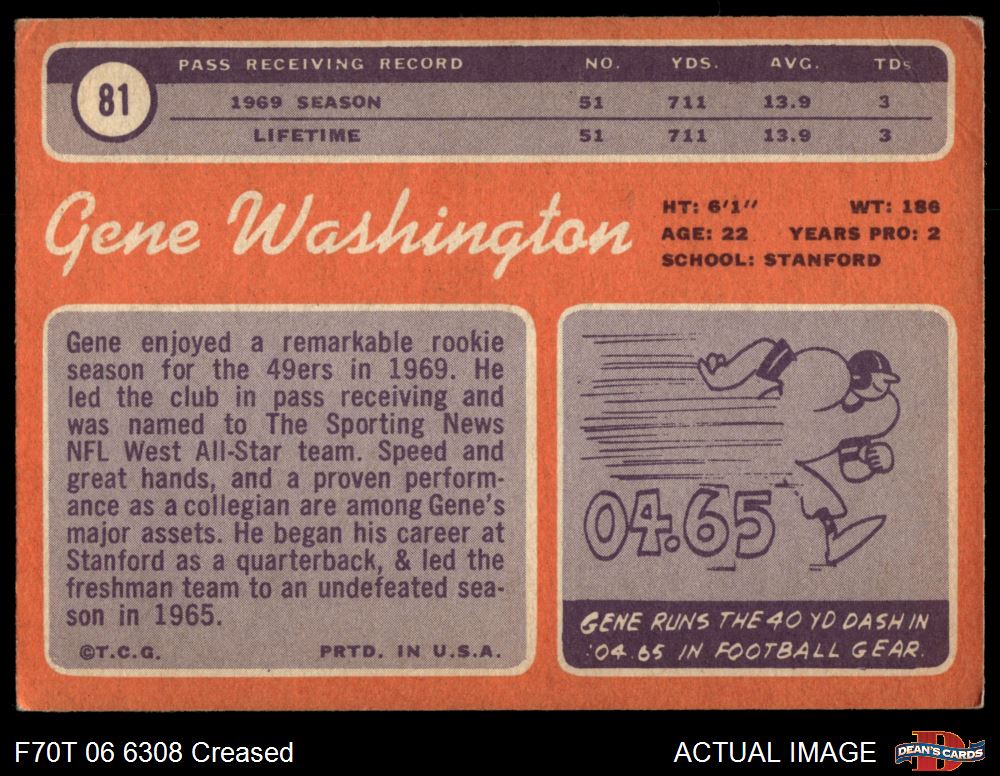 PASS RECEIVING RECORD NO. YDS. AVG. TDs
81
1969 SEASON 51 711 13.9 3
LIFETIME 51 711 13.9 3
Gene Washington
HT: 6'1" WT: 186
AGE: 22 YEARS PRO: 2
SCHOOL: STANFORD
Gene enjoyed a remarkable rookie
season for the 49ers in 1969. He
led the club in pass receiving and
was named to The Sporting News
NFL West All-Star team. Speed and
great hands, and a proven perform-
ance as a collegian are among Gene's
major assets. He began his career at
Stanford as a quarterback, & led the
freshman team to an undefeated sea-
son in 1965.
©T.C.G. PRTD. IN U.S.A.
04.65
GENE RUNS THE 40 YD DASH IN
:04.65 IN FOOTBALL GEAR.
F70T 06 6308 Creased
ACTUAL IMAGE
D
DEAN'S CARDS